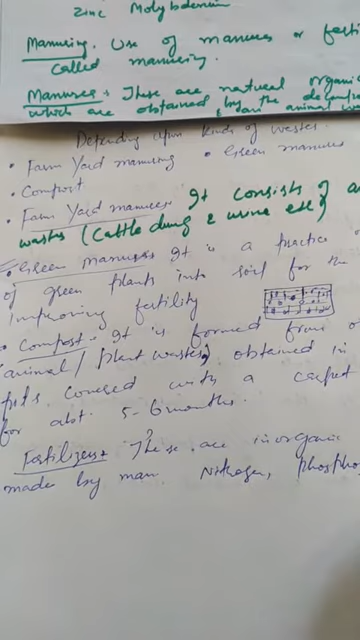 Zinc Molybdenum
Manuring. Use of manures or
called manuring.
Manures: These are natural organic
which are obtained by the
an animal
Depending upon kinds of wastes.
• Farm Yard manuring • Green manures
• Compost
• Farm Yard manures It consists of
wastes (Cattle dung & urine etc)
• Green manures It is a practice
of green plants into soil for the
improving fertility
• Compost. It is formed from
(animal / plant wastes) obtained in
pits covered with a
for abt. 5-6 months.
Fertilizers These are inorganic
made by man. Nitrogen,